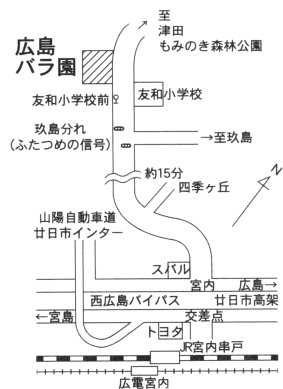 至
津田
もみのき森林公園
広島
バラ園
友和小学校前
友和小学校
玖島分れ
(ふたつめの信号)
→至玖島
約15分
四季ヶ丘
N
山陽自動車道
廿日市インター
スバル
宮内
広島→
西広島バイパス
廿日市高架
←宮島
交差点
トヨタ
JR宮内串戸
広電宮内